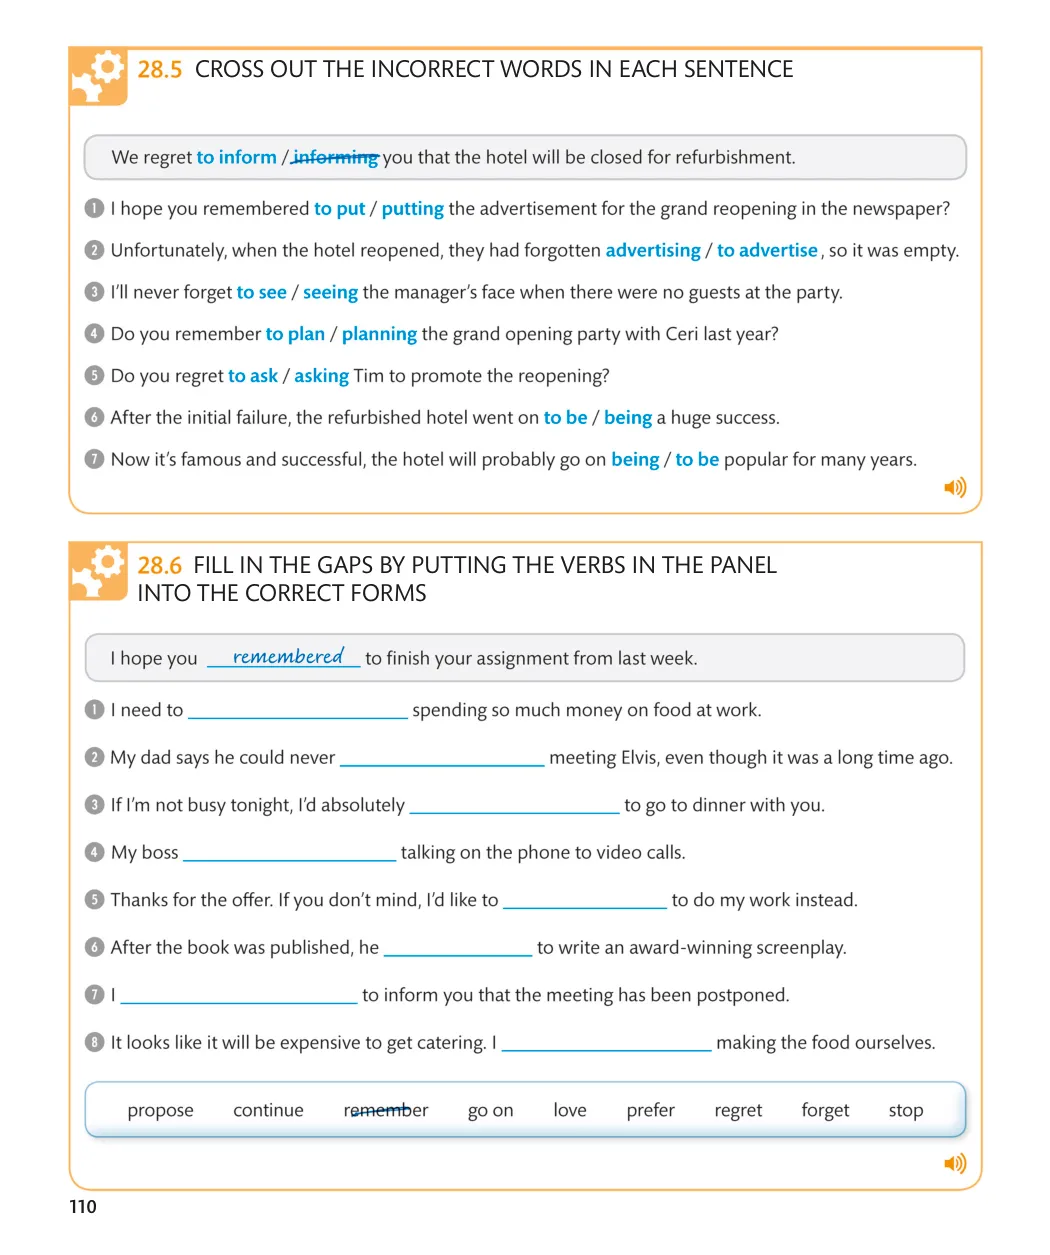 28.5 CROSS OUT THE INCORRECT WORDS IN EACH SENTENCE
We regret to inform / informing you that the hotel will be closed for refurbishment.
1 I hope you remembered to put / putting the advertisement for the grand reopening in the newspaper?
2 Unfortunately, when the hotel reopened, they had forgotten advertising / to advertise , so it was empty.
3 I’ll never forget to see / seeing the manager’s face when there were no guests at the party.
4 Do you remember to plan / planning the grand opening party with Ceri last year?
5 Do you regret to ask / asking Tim to promote the reopening?
6 After the initial failure, the refurbished hotel went on to be / being a huge success.
7 Now it’s famous and successful, the hotel will probably go on being / to be popular for many years.
28.6 FILL IN THE GAPS BY PUTTING THE VERBS IN THE PANEL
INTO THE CORRECT FORMS
I hope you remembered to finish your assignment from last week.
1 I need to ____ spending so much money on food at work.
2 My dad says he could never ____ meeting Elvis, even though it was a long time ago.
3 If I’m not busy tonight, I’d absolutely ____ to go to dinner with you.
4 My boss ____ talking on the phone to video calls.
5 Thanks for the offer. If you don’t mind, I’d like to ____ to do my work instead.
6 After the book was published, he ____ to write an award-winning screenplay.
7 I ____ to inform you that the meeting has been postponed.
8 It looks like it will be expensive to get catering. I ____ making the food ourselves.
propose continue remember go on love prefer regret forget stop
110